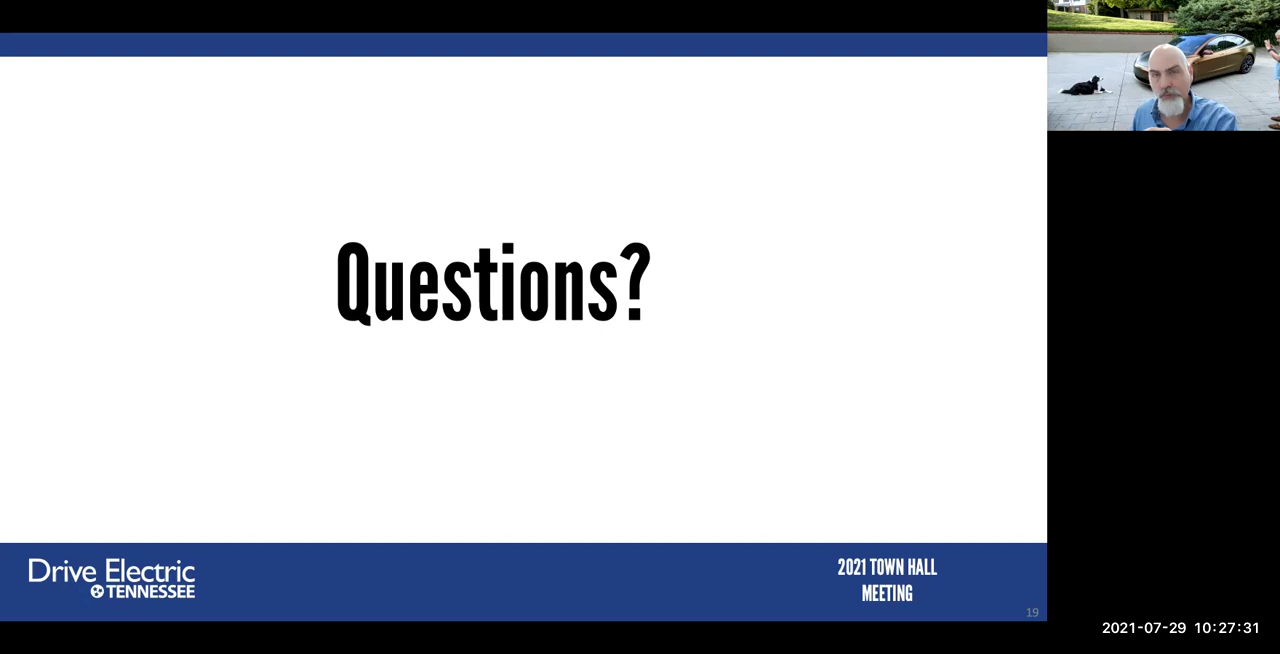 Questions?
Drive Electric
TENNESSEE
2021 TOWN HALL
MEETING
19
2021-07-29 10:27:31